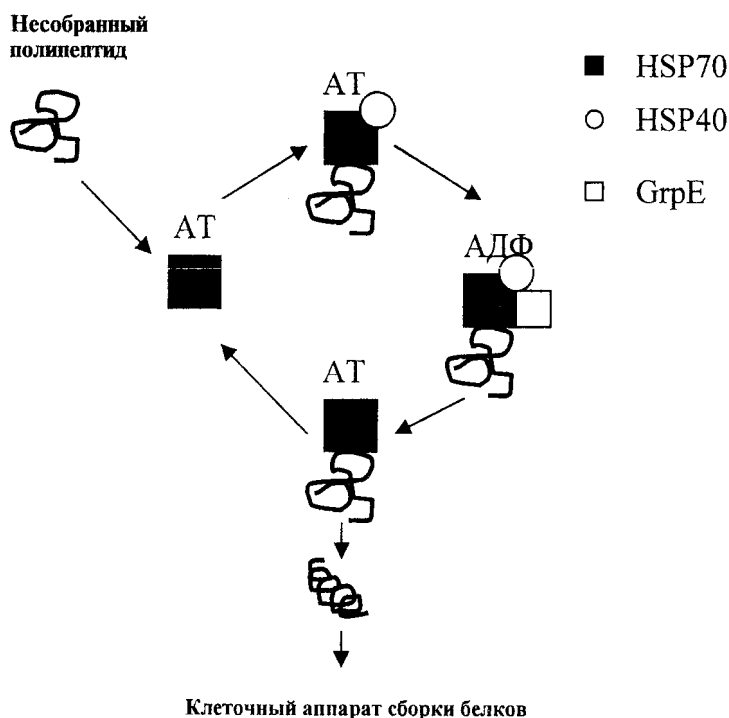 Несобранный
полипептид
HSP70
HSP40
GrpE
АТ
АТ
АДФ
АТ
Клеточный аппарат сборки белков